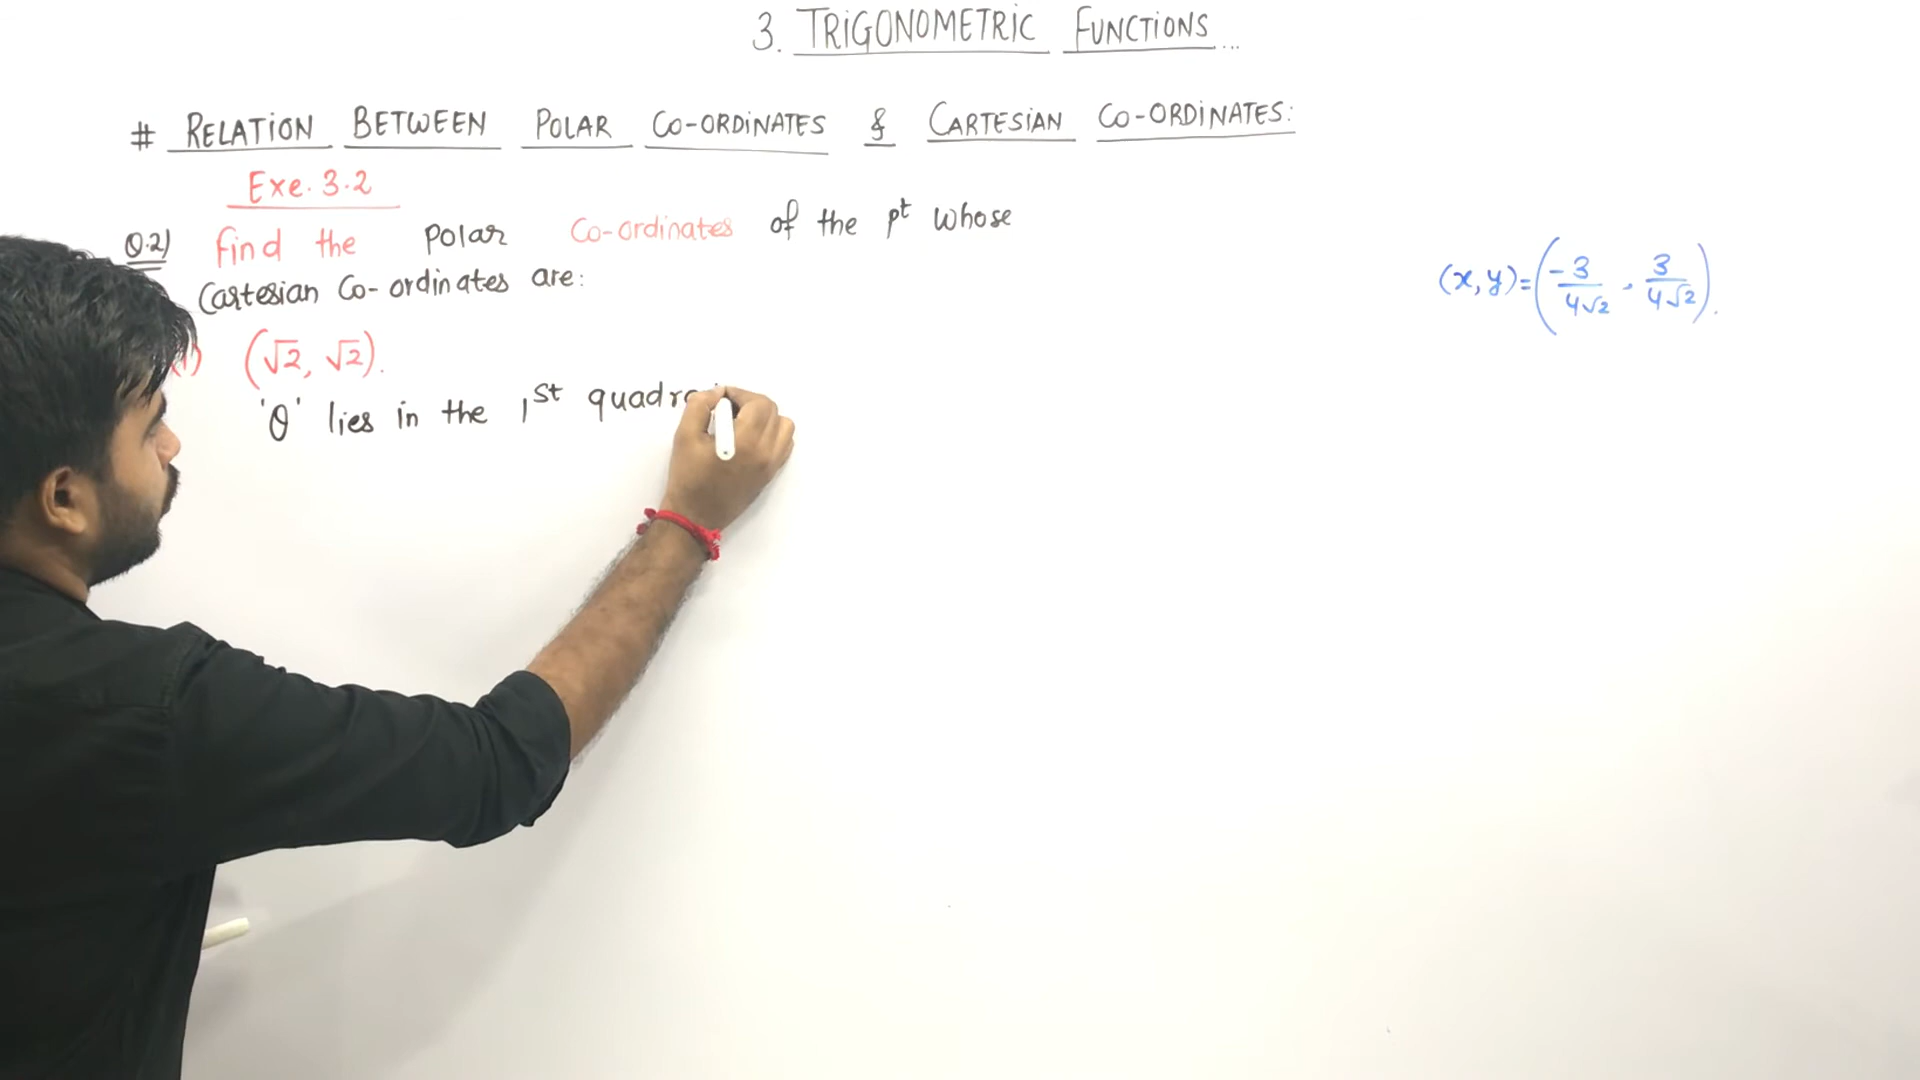 3. TRIGONOMETRIC FUNCTIONS...
# RELATION BETWEEN POLAR CO-ORDINATES & CARTESIAN CO-ORDINATES:
Exe. 3.2
Q.2) Find the Polar Co-ordinates of the pt whose
Cartesian Co-ordinates are:
(√2, √2).
'θ' lies in the 1st
(x, y) = (-3/4√2, 3/4√2).